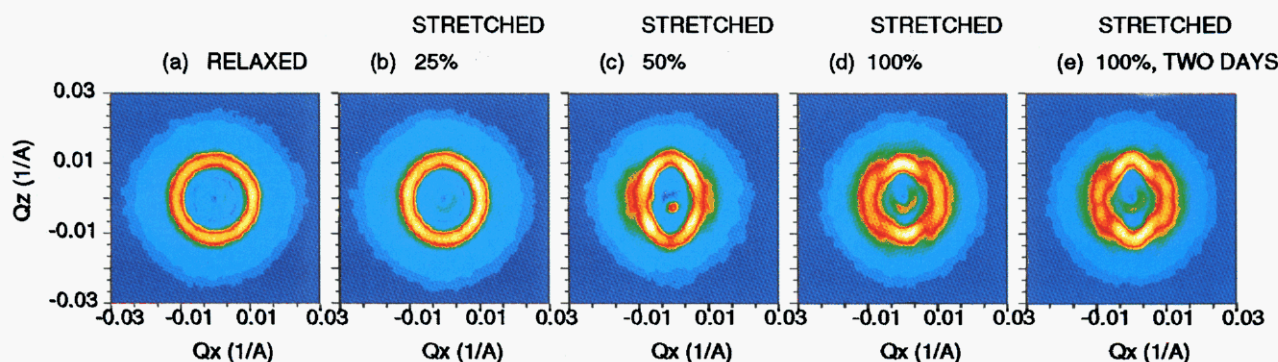 STRETCHED STRETCHED STRETCHED STRETCHED
(a) RELAXED (b) 25% (c) 50% (d) 100% (e) 100%, TWO DAYS
0.03
0.01
-0.01
-0.03
Qz (1/A)
-0.03 -0.01 0.01 0.03 -0.01 0.01 0.03 -0.01 0.01 0.03 -0.01 0.01 0.03 -0.01 0.01 0.03
Qx (1/A) Qx (1/A) Qx (1/A) Qx (1/A) Qx (1/A)